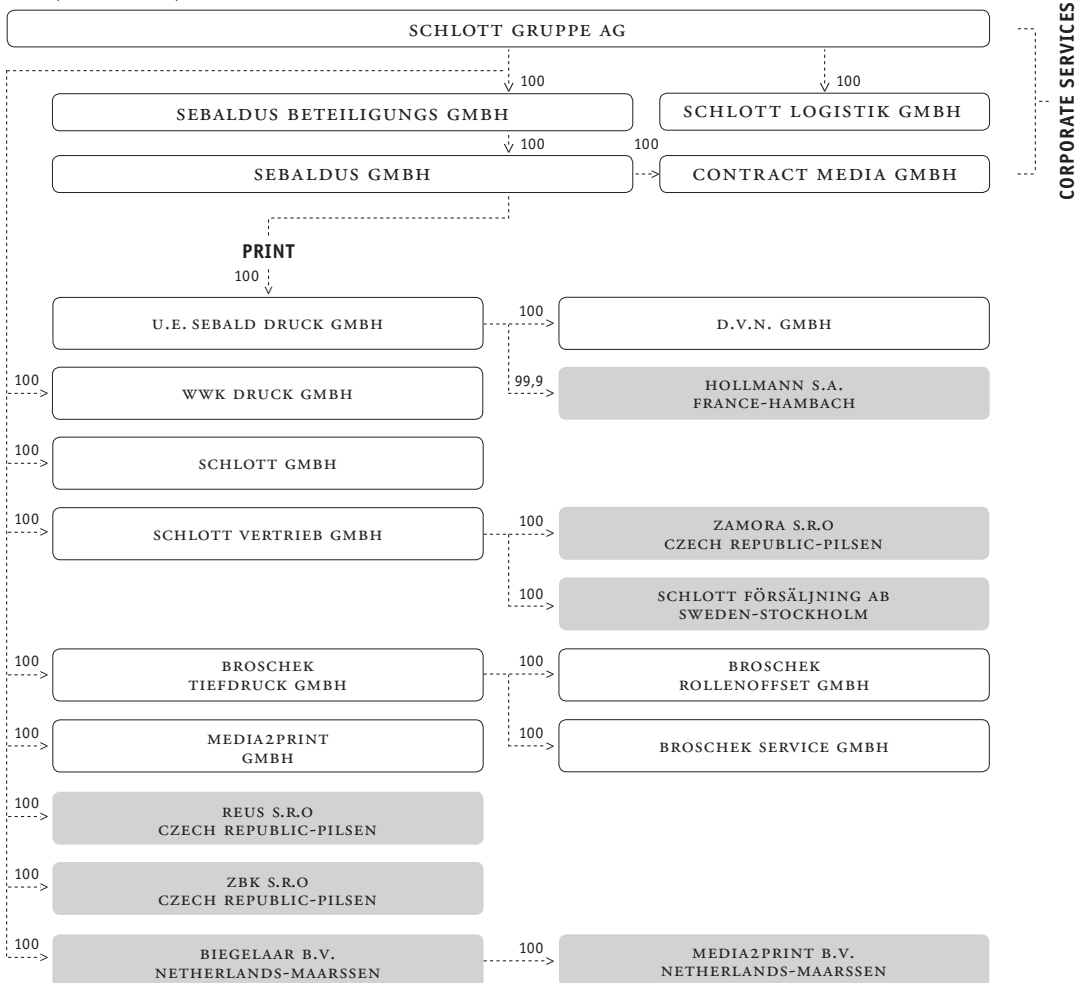 SCHLOTT GRUPPE AG
CORPORATE SERVICES
100
100
SEBALDUS BETEILIGUNGS GMBH
SCHLOTT LOGISTIK GMBH
100
100
SEBALDUS GMBH
CONTRACT MEDIA GMBH
PRINT
100
U.E. SEBALD DRUCK GMBH
100
D.V.N. GMBH
100
WWK DRUCK GMBH
99,9
HOLLMANN S.A.
FRANCE-HAMBACH
100
SCHLOTT GMBH
100
SCHLOTT VERTRIEB GMBH
100
ZAMORA S.R.O
CZECH REPUBLIC-PILSEN
100
SCHLOTT FÖRSÄLJNING AB
SWEDEN-STOCKHOLM
100
BROSCHEK
TIEFDRUCK GMBH
100
BROSCHEK
ROLLENOFFSET GMBH
100
MEDIA2PRINT
GMBH
100
BROSCHEK SERVICE GMBH
100
REUS S.R.O
CZECH REPUBLIC-PILSEN
100
ZBK S.R.O
CZECH REPUBLIC-PILSEN
100
BIEGELAAR B.V.
NETHERLANDS-MAARSSEN
100
MEDIA2PRINT B.V.
NETHERLANDS-MAARSSEN